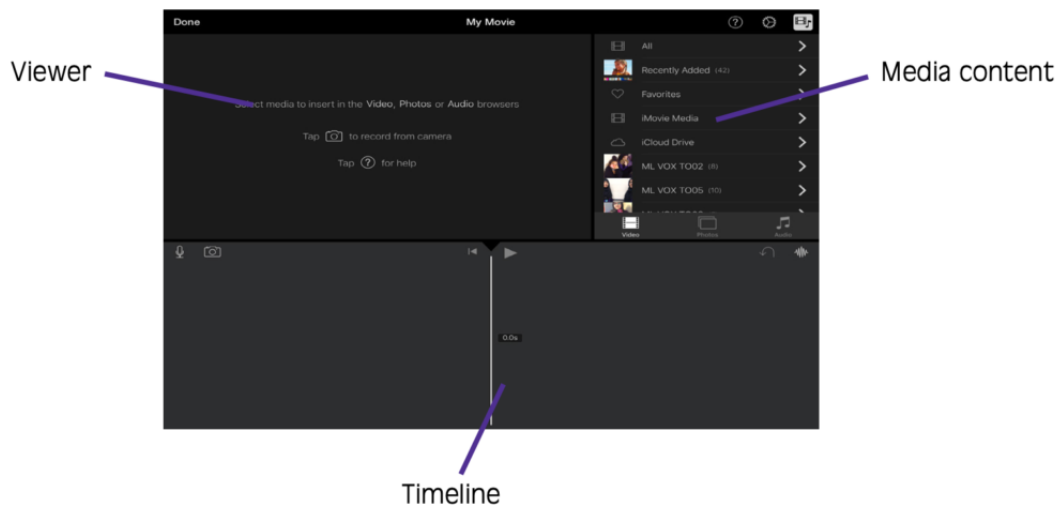 Done
My Movie
Viewer
Media content
Select media to insert in the Video, Photos or Audio browsers
Tap to record from camera
Tap ? for help
All
Recently Added (42)
Favorites
iMovie Media
iCloud Drive
ML VOX TO02 (8)
ML VOX TO05 (10)
Video
Photos
Audio
0.0s
Timeline